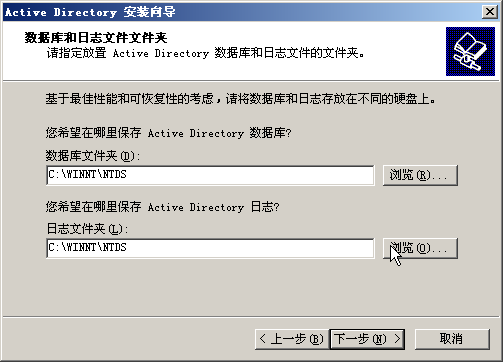 Active Directory 安装向导
数据库和日志文件文件夹
请指定放置 Active Directory 数据库和日志文件的文件夹。
基于最佳性能和可恢复性的考虑，请将数据库和日志存放在不同的硬盘上。
您希望在哪里保存 Active Directory 数据库?
数据库文件夹(D):
C:\WINNT\NTDS
浏览(R)...
您希望在哪里保存 Active Directory 日志?
日志文件夹(L):
C:\WINNT\NTDS
浏览(O)...
< 上一步(B)
下一步(N) >
取消